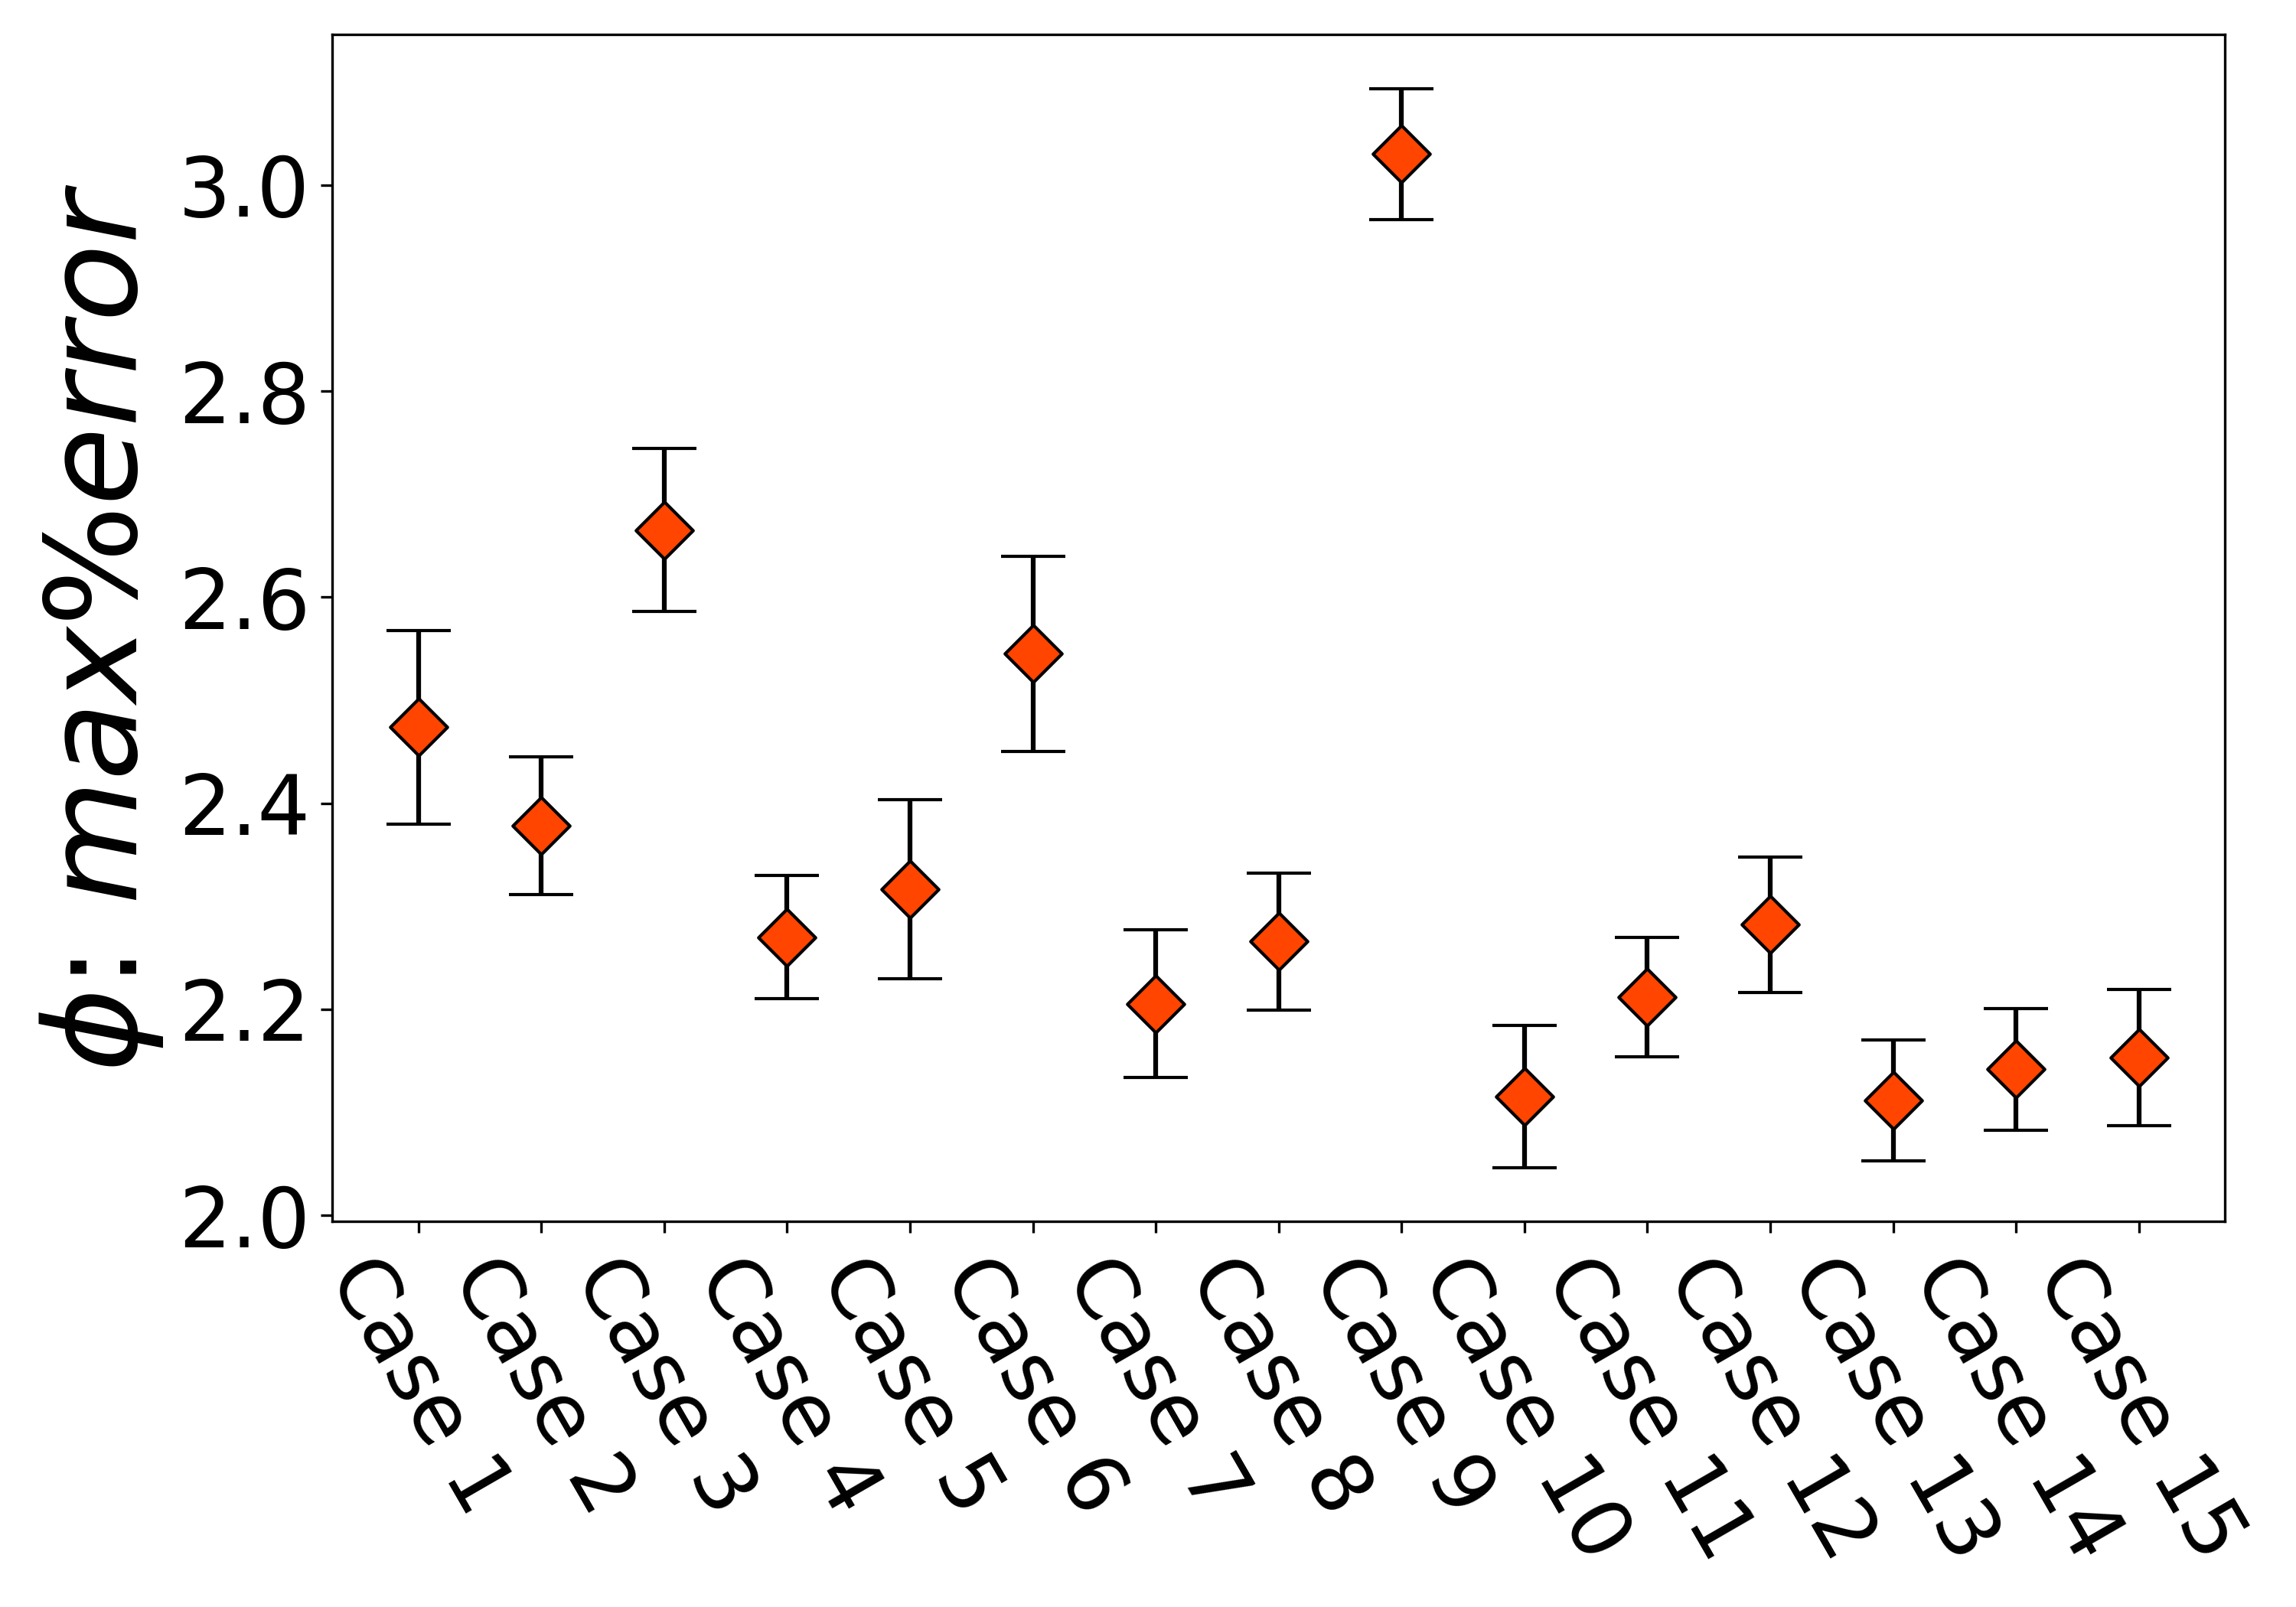 ϕ: max%error
3.0
2.8
2.6
2.4
2.2
2.0
Case 1
Case 2
Case 3
Case 4
Case 5
Case 6
Case 7
Case 8
Case 9
Case 10
Case 11
Case 12
Case 13
Case 14
Case 15